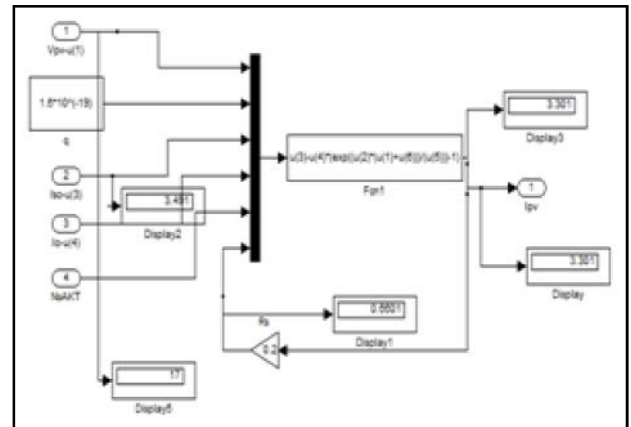 1
Vpv-u(1)
1.6*10^(-19)
q
2
Isc-u(3)
3.491
Display2
3
Io-u(4)
4
NsAKT
u(3)-u(4)*(exp((u(2)*(u(1)+u(6)))/(u(5)))-1)
Fcn1
3.301
Display3
1
Ipv
3.301
Display
Rs
0.6601
Display1
0.2
17
Display5